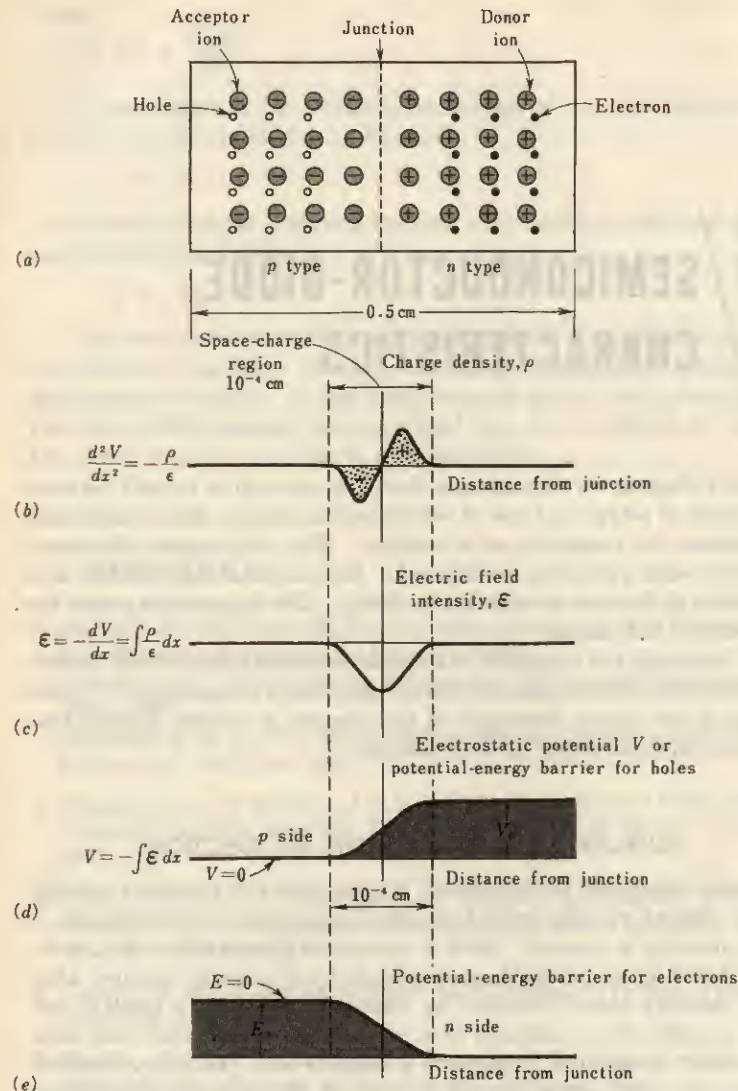 Acceptor
ion
Junction
Donor
ion
Hole
Electron
(a)
p type
n type
0.5 cm
Space-charge
region
10⁻⁴ cm
Charge density, ρ
d²V/dx² = −ρ/ϵ
Distance from junction
(b)
Electric field
intensity, ℰ
ℰ = −dV/dx = ∫ρ/ϵ dx
(c)
Electrostatic potential V or
potential-energy barrier for holes
p side
V = −∫ℰ dx
V=0
Distance from junction
10⁻⁴ cm
(d)
E=0
Potential-energy barrier for electrons
n side
Distance from junction
(e)